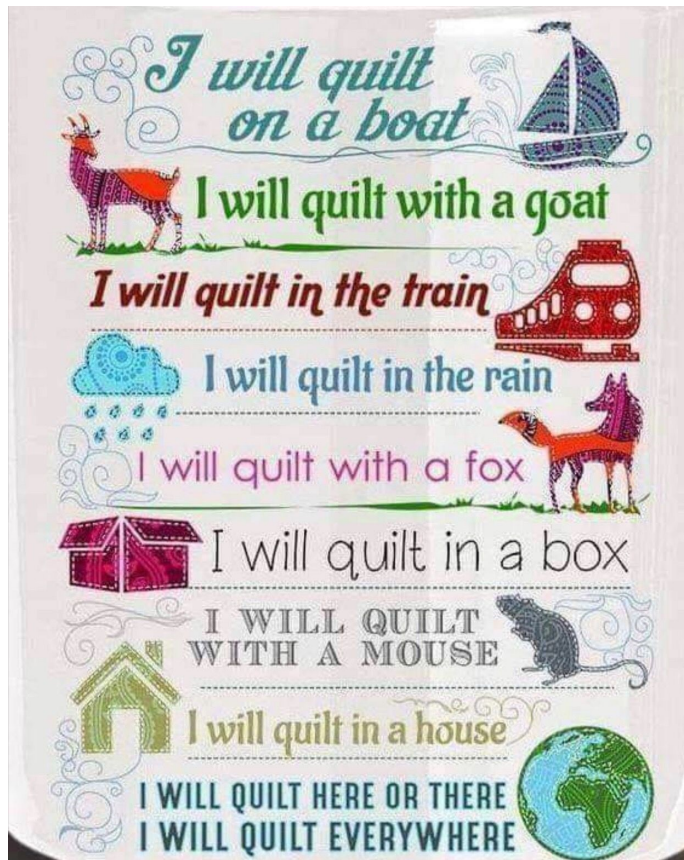 I will quilt
on a boat
I will quilt with a goat
I will quilt in the train
I will quilt in the rain
I will quilt with a fox
I will quilt in a box
I WILL QUILT
WITH A MOUSE
I will quilt in a house
I WILL QUILT HERE OR THERE
I WILL QUILT EVERYWHERE